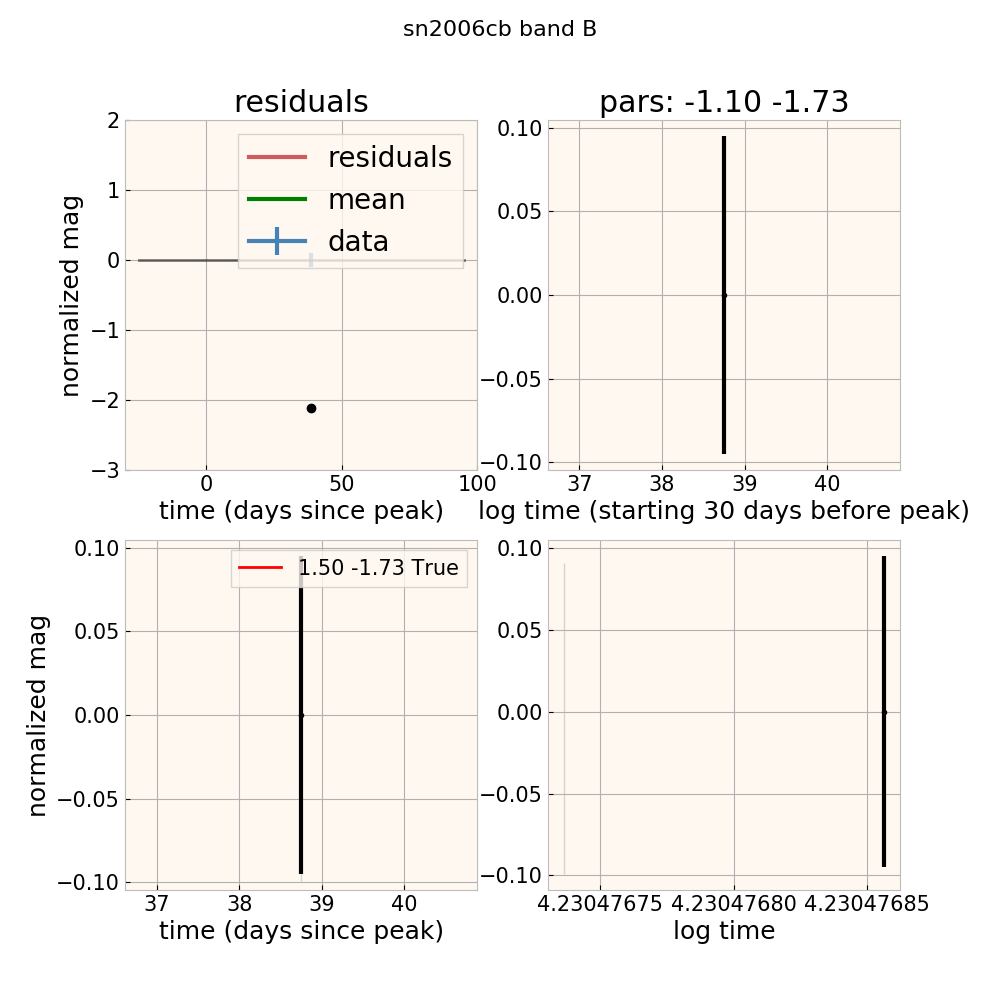 sn2006cb band B
residuals
pars: -1.10 -1.73
2
1
0
−1
−2
−3
normalized mag
residuals
mean
data
0
50
100
time (days since peak)
0.10
0.05
0.00
−0.05
−0.10
37
38
39
40
log time (starting 30 days before peak)
0.10
0.05
0.00
−0.05
−0.10
normalized mag
1.50 -1.73 True
37
38
39
40
time (days since peak)
0.10
0.05
0.00
−0.05
−0.10
4.23047675
4.23047680
4.23047685
log time